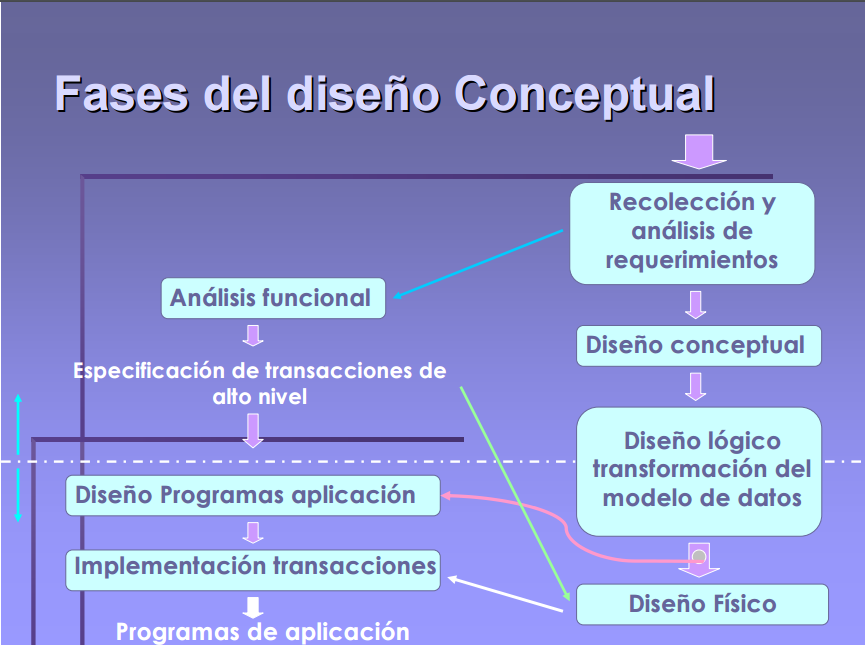 Fases del diseño Conceptual
Recolección y
análisis de
requerimientos
Análisis funcional
Diseño conceptual
Especificación de transacciones de
alto nivel
Diseño lógico
transformación del
modelo de datos
Diseño Programas aplicación
Implementación transacciones
Diseño Físico
Programas de aplicación